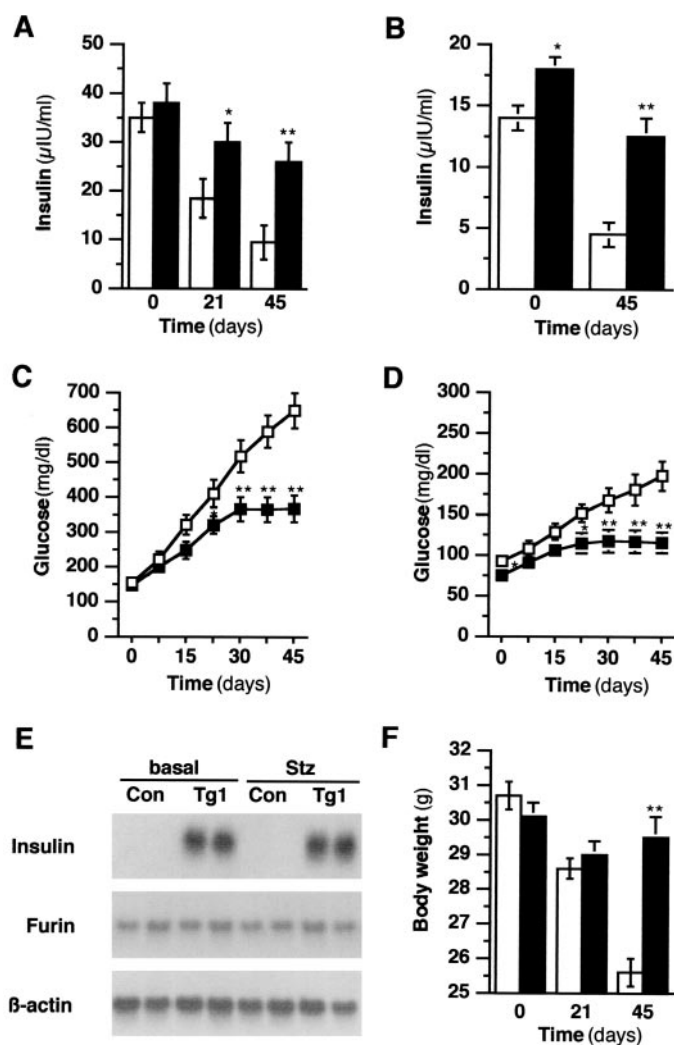 A
50
40
30
20
10
0
Insulin (µIU/ml)
*
**
0 21 45
Time (days)
B
20
15
10
5
0
Insulin (µIU/ml)
*
**
0 45
Time (days)
C
700
600
500
400
300
200
100
0
Glucose (mg/dl)
*
** ** **
0 15 30 45
Time (days)
D
300
250
200
150
100
50
0
Glucose (mg/dl)
* * ** ** **
0 15 30 45
Time (days)
E
basal Stz
Con Tg1 Con Tg1
Insulin
Furin
ß-actin
F
32
31
30
29
28
27
26
25
Body weight (g)
**
0 21 45
Time (days)